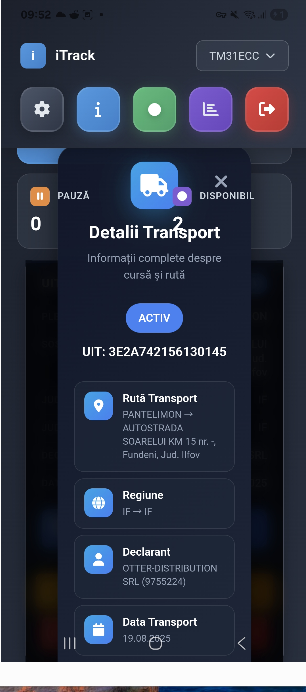 09:52
iTrack
TM31ECC
PAUZĂ
DISPONIBIL
0
2
Detalii Transport
Informații complete despre
cursă și rută
ACTIV
UIT: 3E2A742156130145
Rută Transport
PANTELIMON →
AUTOSTRADA
SOARELUI KM 15 nr. -,
Fundeni, Jud. Ilfov
Regiune
IF → IF
Declarant
OTTER-DISTRIBUTION
SRL (9755224)
Data Transport
19.08.2025